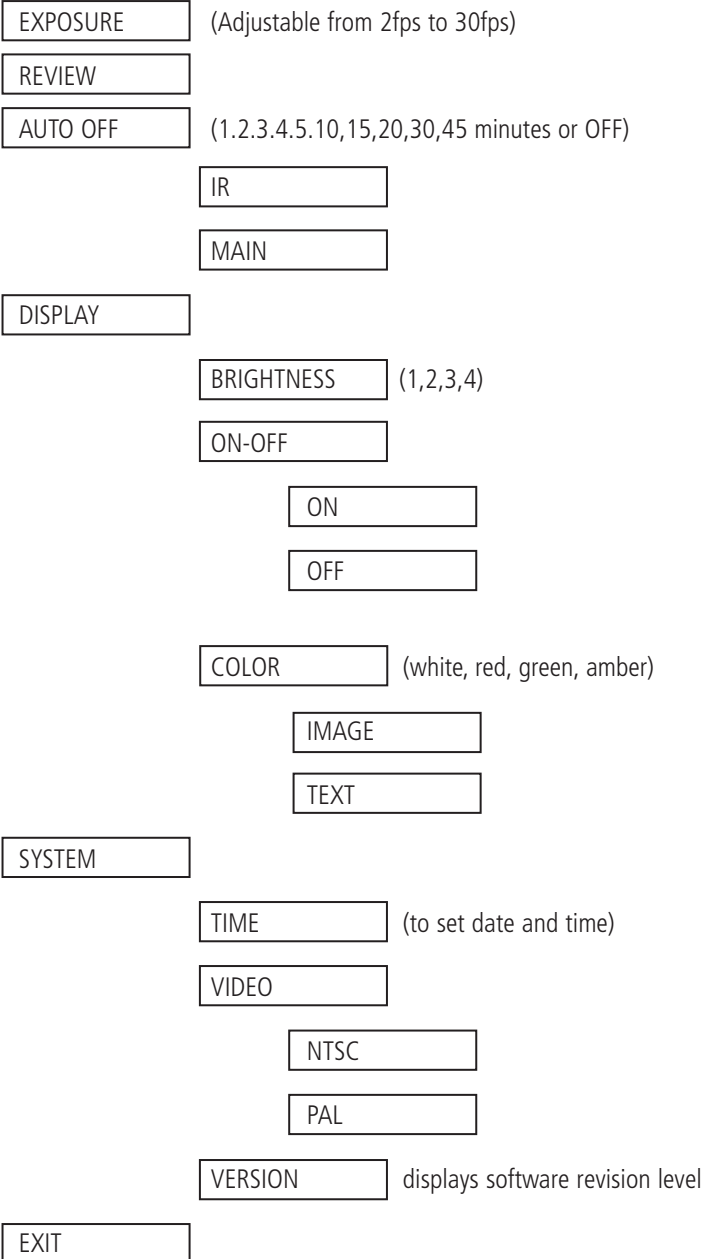 EXPOSURE (Adjustable from 2fps to 30fps)
REVIEW
AUTO OFF (1.2.3.4.5.10,15,20,30,45 minutes or OFF)
IR
MAIN
DISPLAY
BRIGHTNESS (1,2,3,4)
ON-OFF
ON
OFF
COLOR (white, red, green, amber)
IMAGE
TEXT
SYSTEM
TIME (to set date and time)
VIDEO
NTSC
PAL
VERSION displays software revision level
EXIT